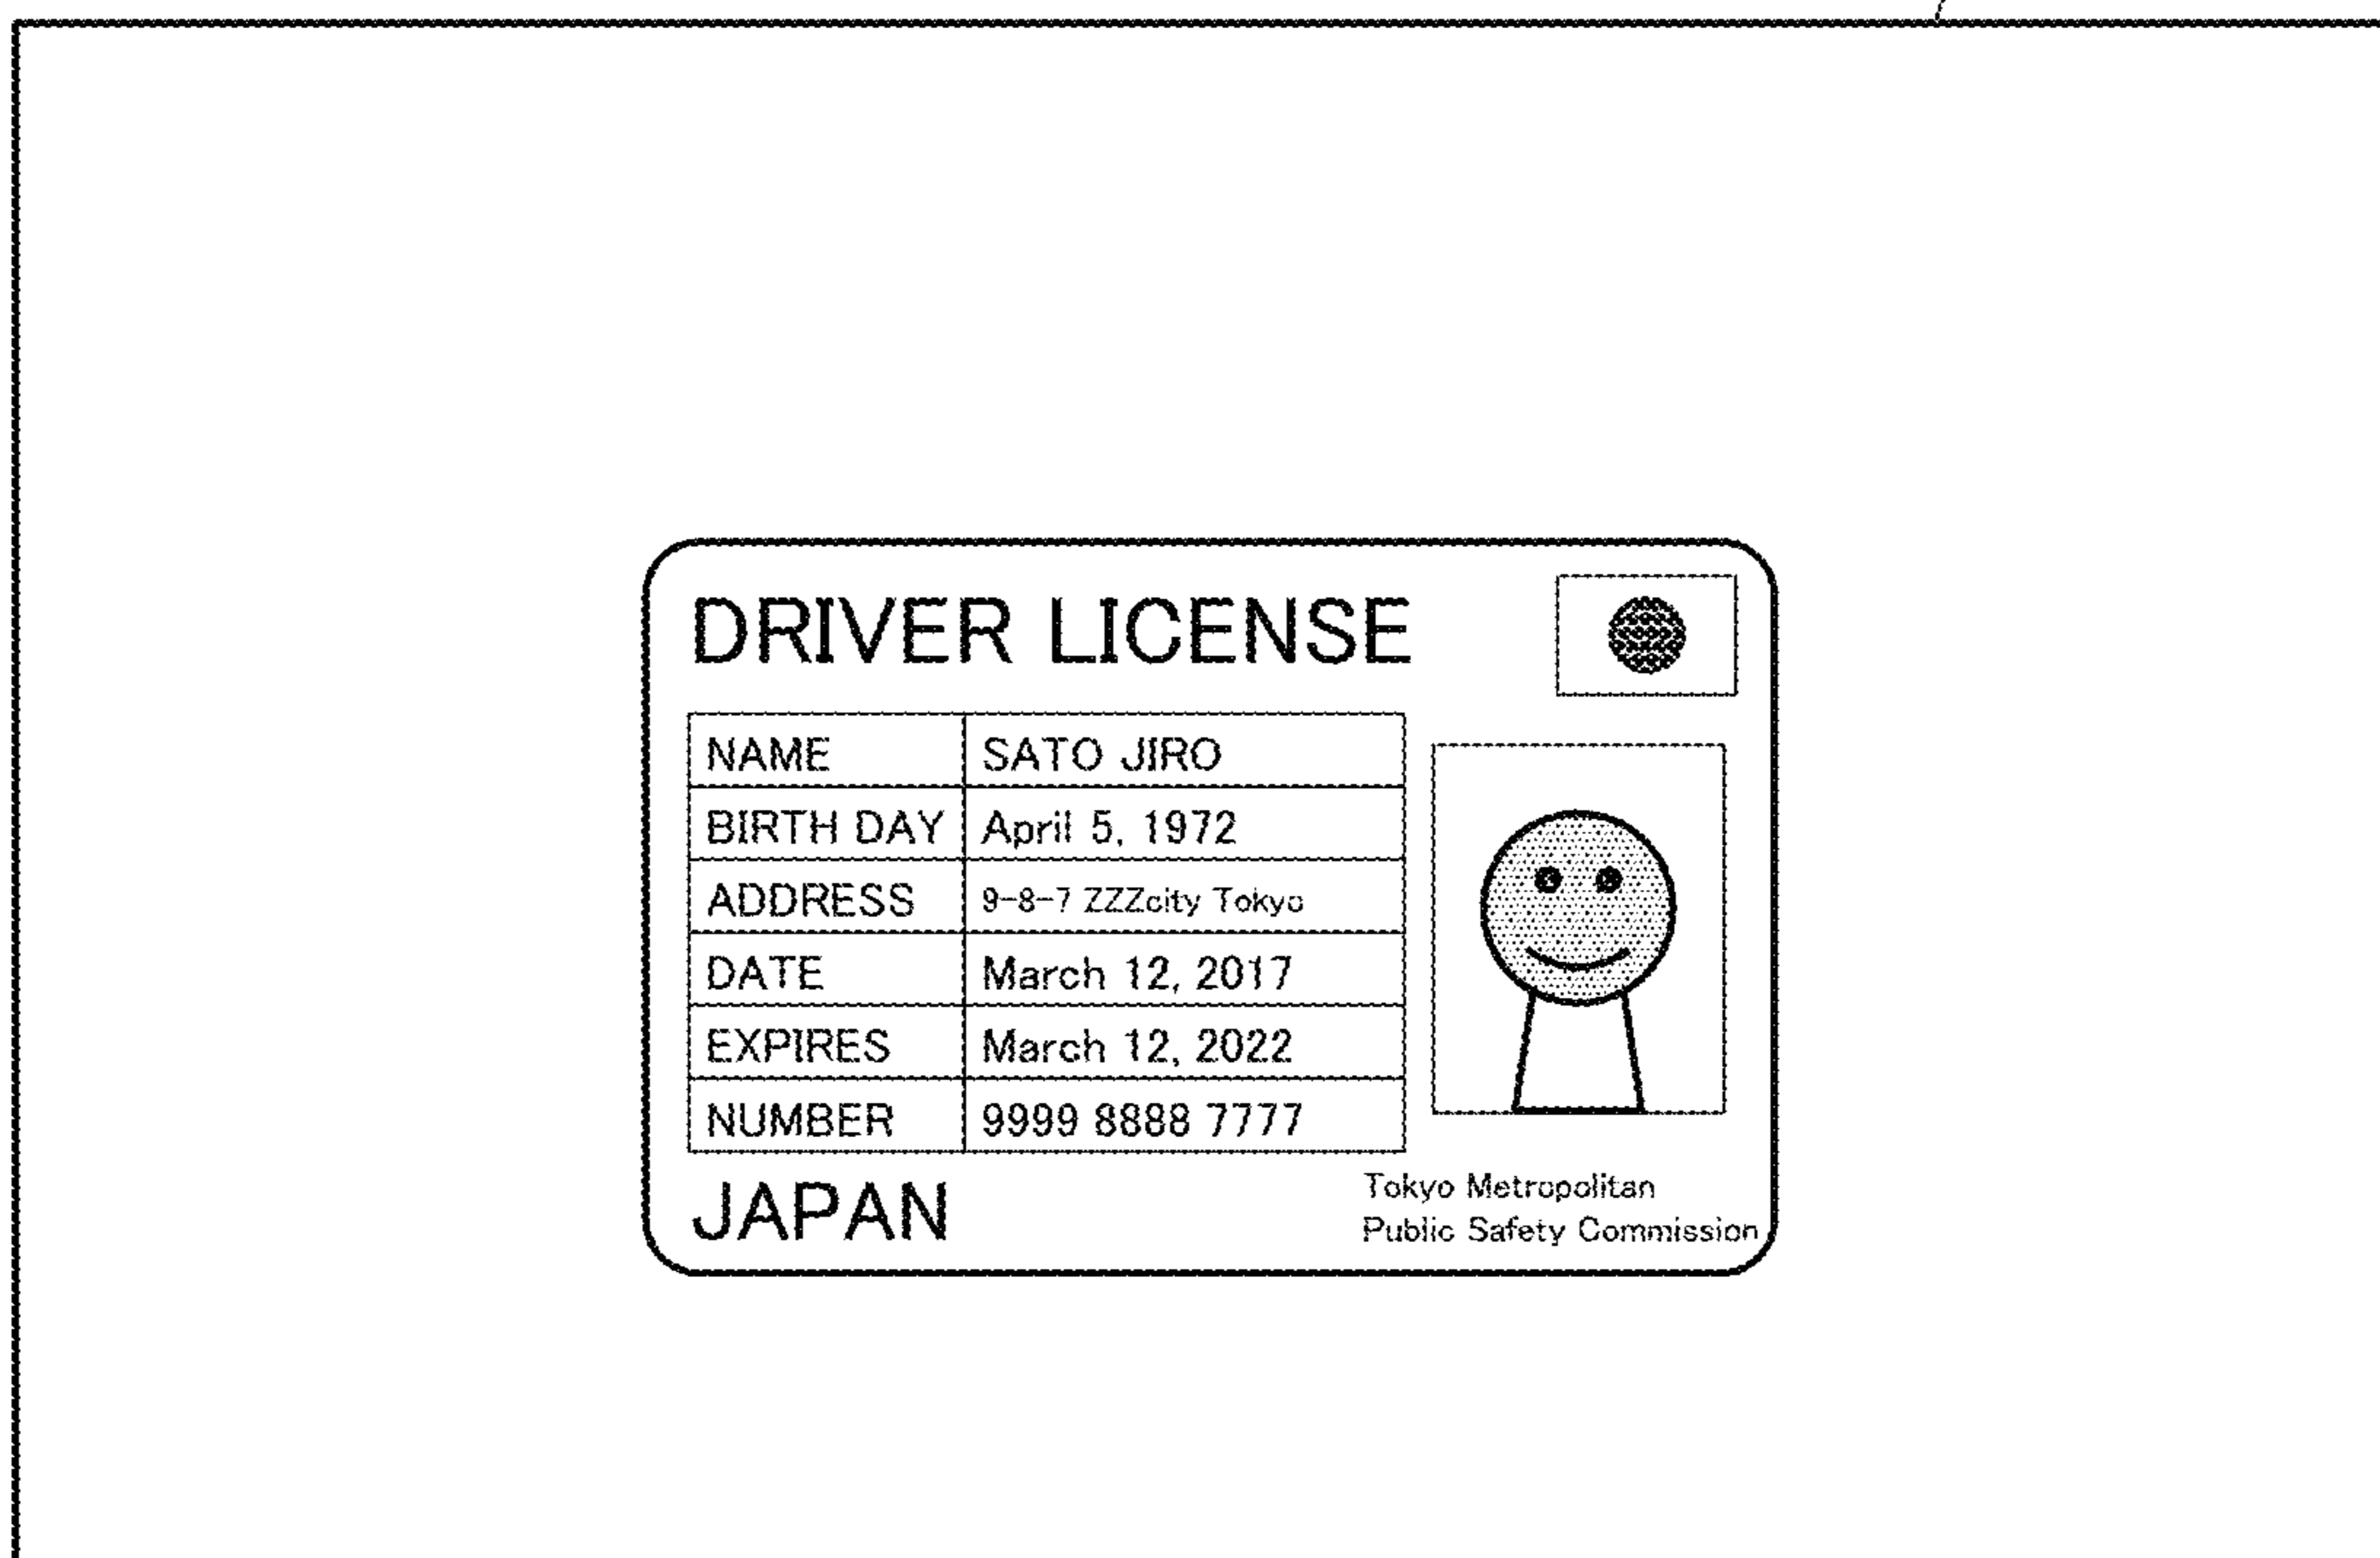 DRIVER LICENSE
NAME SATO JIRO
BIRTH DAY April 5, 1972
ADDRESS 9-8-7 ZZZcity Tokyo
DATE March 12, 2017
EXPIRES March 12, 2022
NUMBER 9999 8888 7777
JAPAN
Tokyo Metropolitan
Public Safety Commission